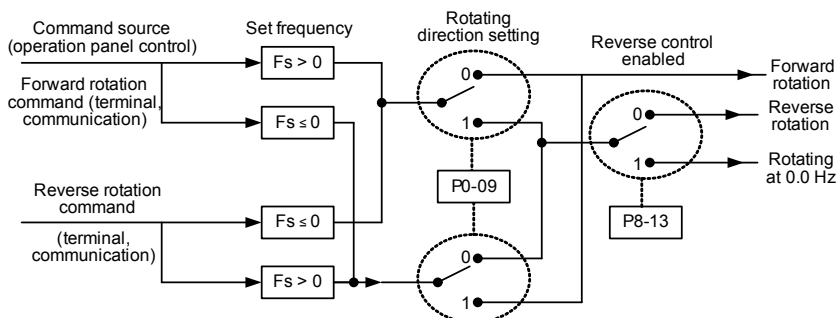 Command source
(operation panel control)
Set frequency
Rotating
direction setting
Reverse control
enabled
Fs > 0
0
Forward
rotation
Forward rotation
command (terminal,
communication)
Fs ≤ 0
1
0
Reverse
rotation
1
Rotating
at 0.0 Hz
P0-09
P8-13
Reverse rotation
command
(terminal,
communication)
Fs ≤ 0
0
Fs > 0
1